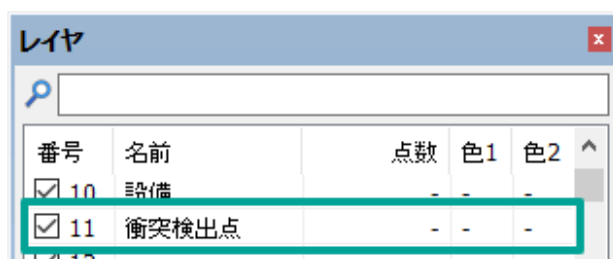 レイヤ
番号 名前 点数 色1 色2
10 設備 - - -
11 衝突検出点 - - -